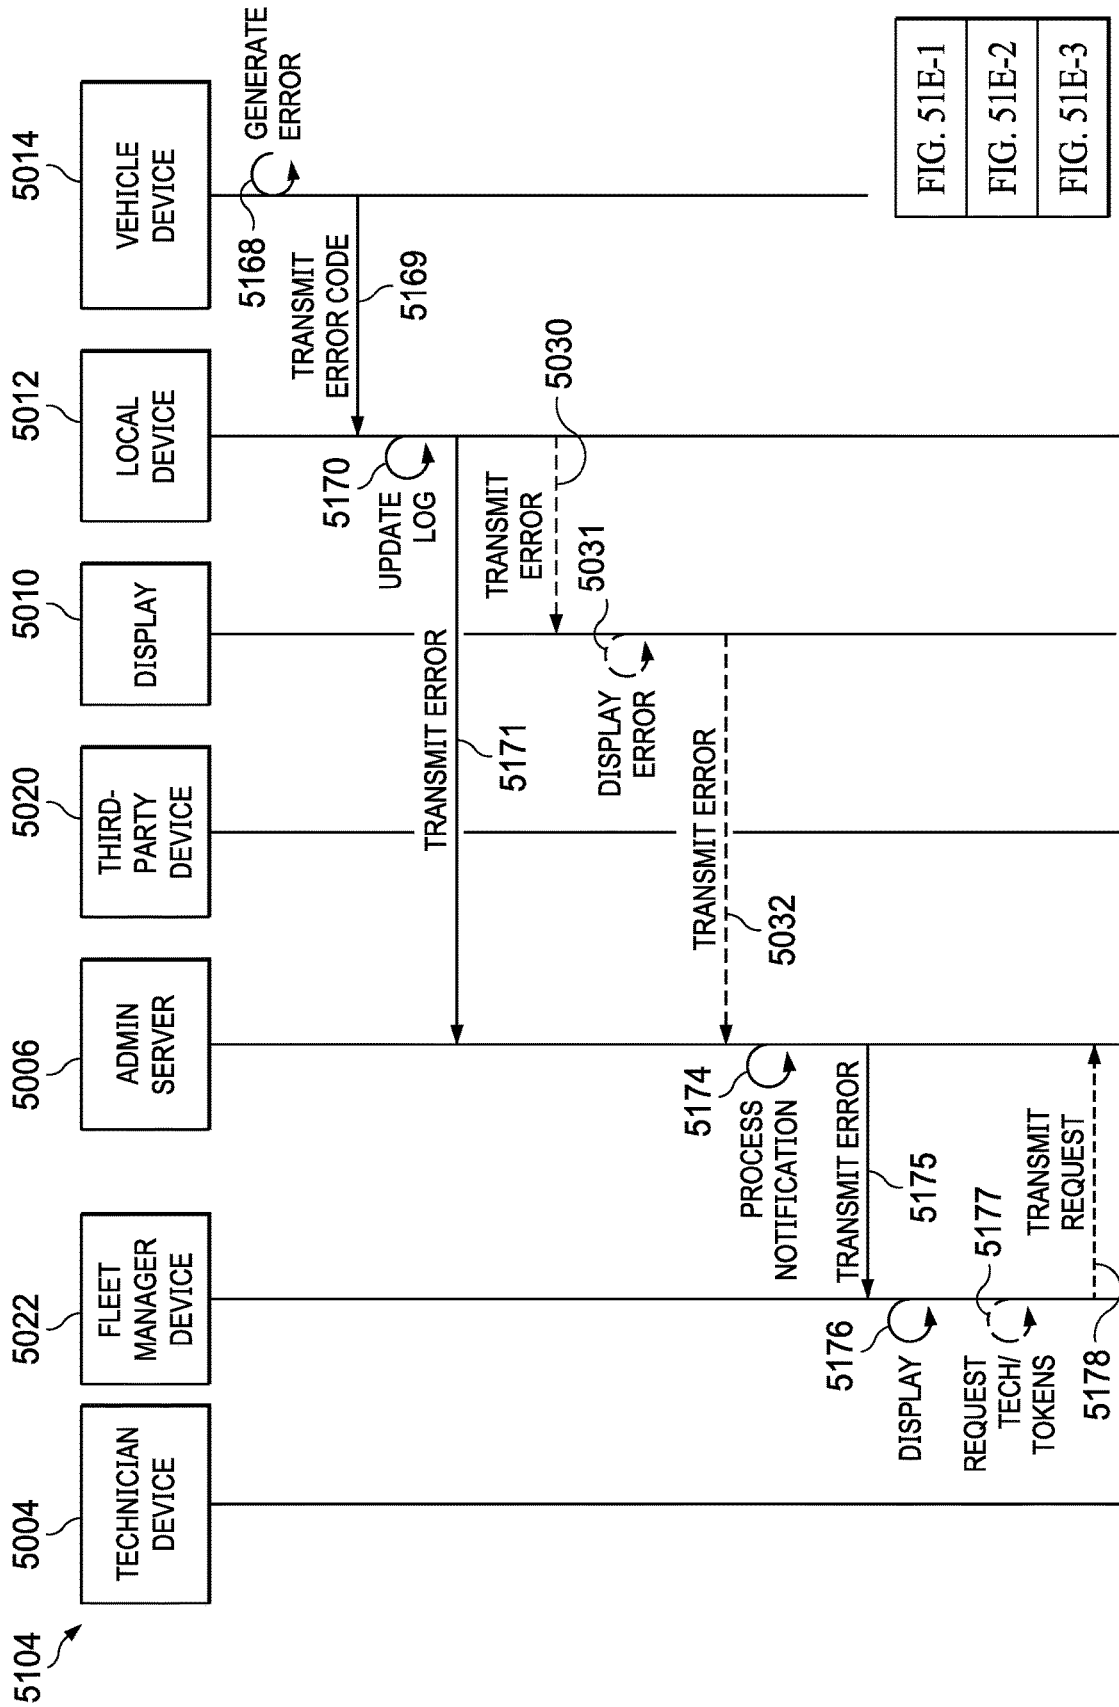 5104
5004
TECHNICIAN
DEVICE
5022
FLEET
MANAGER
DEVICE
5006
ADMIN
SERVER
5020
THIRD-
PARTY
DEVICE
5010
DISPLAY
5012
LOCAL
DEVICE
5014
VEHICLE
DEVICE
5168
GENERATE
ERROR
TRANSMIT
ERROR CODE
5169
5170
UPDATE
LOG
TRANSMIT ERROR
5171
TRANSMIT
ERROR
5030
5031
DISPLAY
ERROR
TRANSMIT ERROR
5032
5174
PROCESS
NOTIFICATION
TRANSMIT ERROR
5175
5176
DISPLAY
5177
REQUEST
TECH/
TOKENS
TRANSMIT
REQUEST
5178
FIG. 51E-1
FIG. 51E-2
FIG. 51E-3